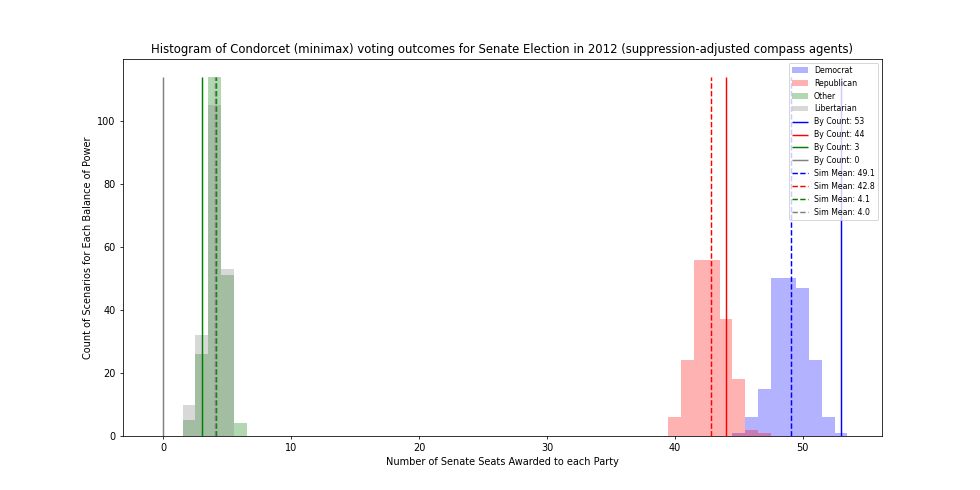 Histogram of Condorcet (minimax) voting outcomes for Senate Election in 2012 (suppression-adjusted compass agents)
Democrat
Republican
Other
Libertarian
By Count: 53
By Count: 44
By Count: 3
By Count: 0
Sim Mean: 49.1
Sim Mean: 42.8
Sim Mean: 4.1
Sim Mean: 4.0
Count of Scenarios for Each Balance of Power
100
80
60
40
20
0
0 10 20 30 40 50
Number of Senate Seats Awarded to each Party